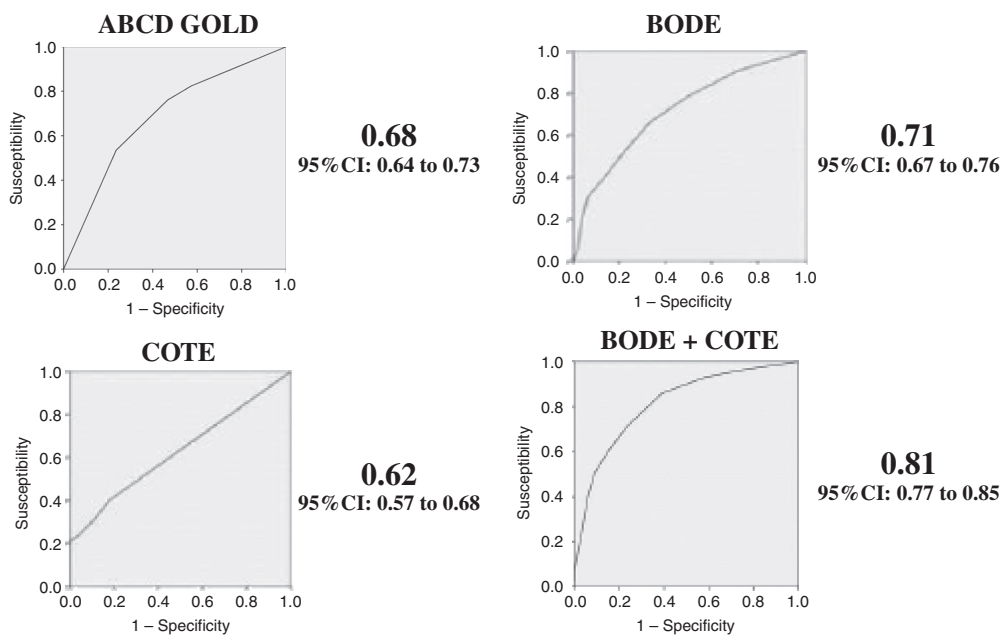 ABCD GOLD
1.0
0.8
0.6
0.4
0.2
0.0
Susceptibility
0.0 0.2 0.4 0.6 0.8 1.0
1 – Specificity
0.68
95%CI: 0.64 to 0.73
BODE
1.0
0.8
0.6
0.4
0.2
0.0
Susceptibility
0.0 0.2 0.4 0.6 0.8 1.0
1 – Specificity
0.71
95%CI: 0.67 to 0.76
COTE
1.0
0.8
0.6
0.4
0.2
0.0
Susceptibility
0.0 0.2 0.4 0.6 0.8 1.0
1 – Specificity
0.62
95%CI: 0.57 to 0.68
BODE + COTE
1.0
0.8
0.6
0.4
0.2
0.0
Susceptibility
0.0 0.2 0.4 0.6 0.8 1.0
1 – Specificity
0.81
95%CI: 0.77 to 0.85